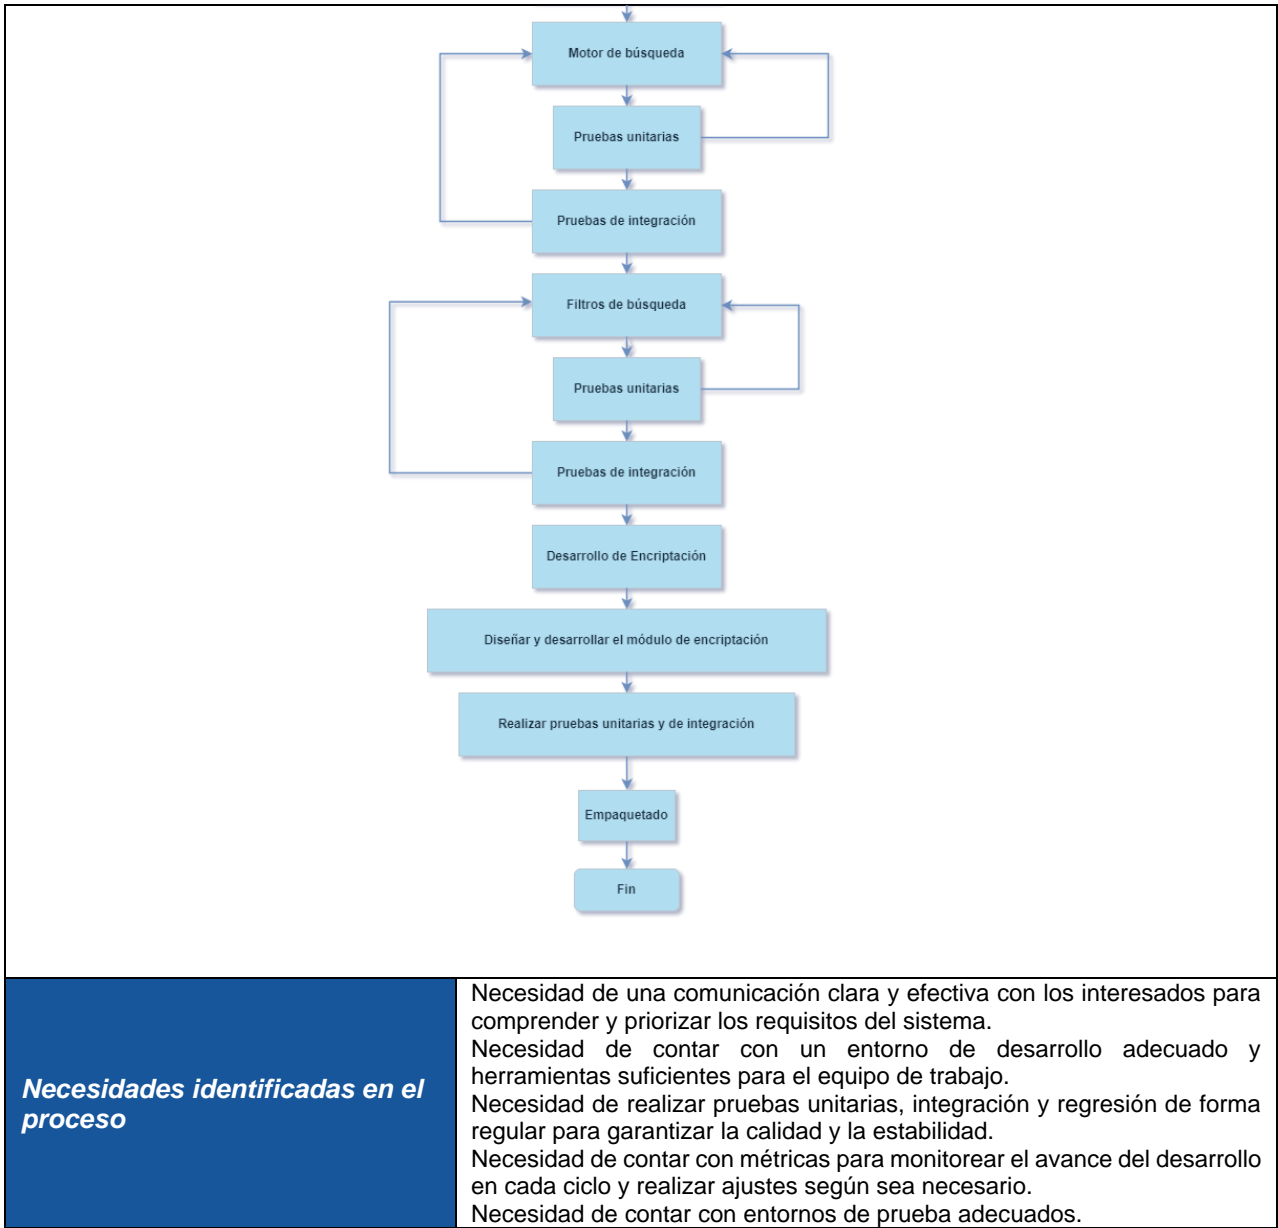 Motor de búsqueda
Pruebas unitarias
Pruebas de integración
Filtros de búsqueda
Pruebas unitarias
Pruebas de integración
Desarrollo de Encriptación
Diseñar y desarrollar el módulo de encriptación
Realizar pruebas unitarias y de integración
Empaquetado
Fin
Necesidades identificadas en el
proceso
Necesidad de una comunicación clara y efectiva con los interesados para
comprender y priorizar los requisitos del sistema.
Necesidad de contar con un entorno de desarrollo adecuado y
herramientas suficientes para el equipo de trabajo.
Necesidad de realizar pruebas unitarias, integración y regresión de forma
regular para garantizar la calidad y la estabilidad.
Necesidad de contar con métricas para monitorear el avance del desarrollo
en cada ciclo y realizar ajustes según sea necesario.
Necesidad de contar con entornos de prueba adecuados.